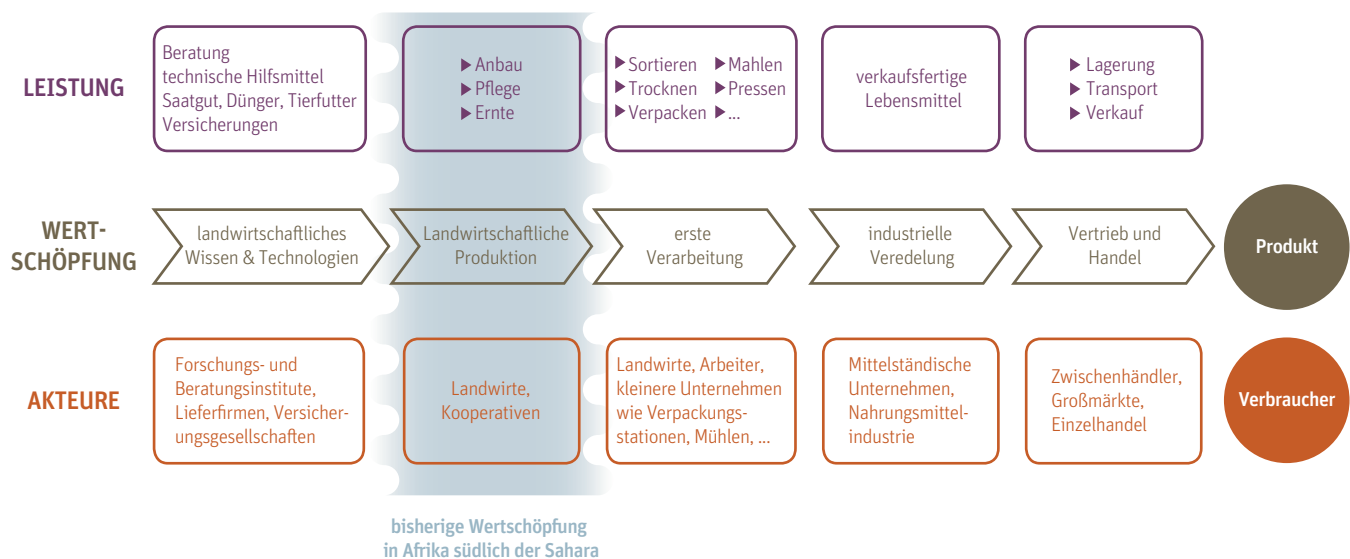 LEISTUNG
Beratung
technische Hilfsmittel
Saatgut, Dünger, Tierfutter
Versicherungen
▶ Anbau
▶ Pflege
▶ Ernte
▶ Sortieren ▶ Mahlen
▶ Trocknen ▶ Pressen
▶ Verpacken ▶ ...
verkaufsfertige
Lebensmittel
▶ Lagerung
▶ Transport
▶ Verkauf
WERT-
SCHÖPFUNG
landwirtschaftliches
Wissen & Technologien
Landwirtschaftliche
Produktion
erste
Verarbeitung
industrielle
Veredelung
Vertrieb und
Handel
Produkt
AKTEURE
Forschungs- und
Beratungsinstitute,
Lieferfirmen, Versicher-
ungsgesellschaften
Landwirte,
Kooperativen
Landwirte, Arbeiter,
kleinere Unternehmen
wie Verpackungs-
stationen, Mühlen, ...
Mittelständische
Unternehmen,
Nahrungsmittel-
industrie
Zwischenhändler,
Großmärkte,
Einzelhandel
Verbraucher
bisherige Wertschöpfung
in Afrika südlich der Sahara